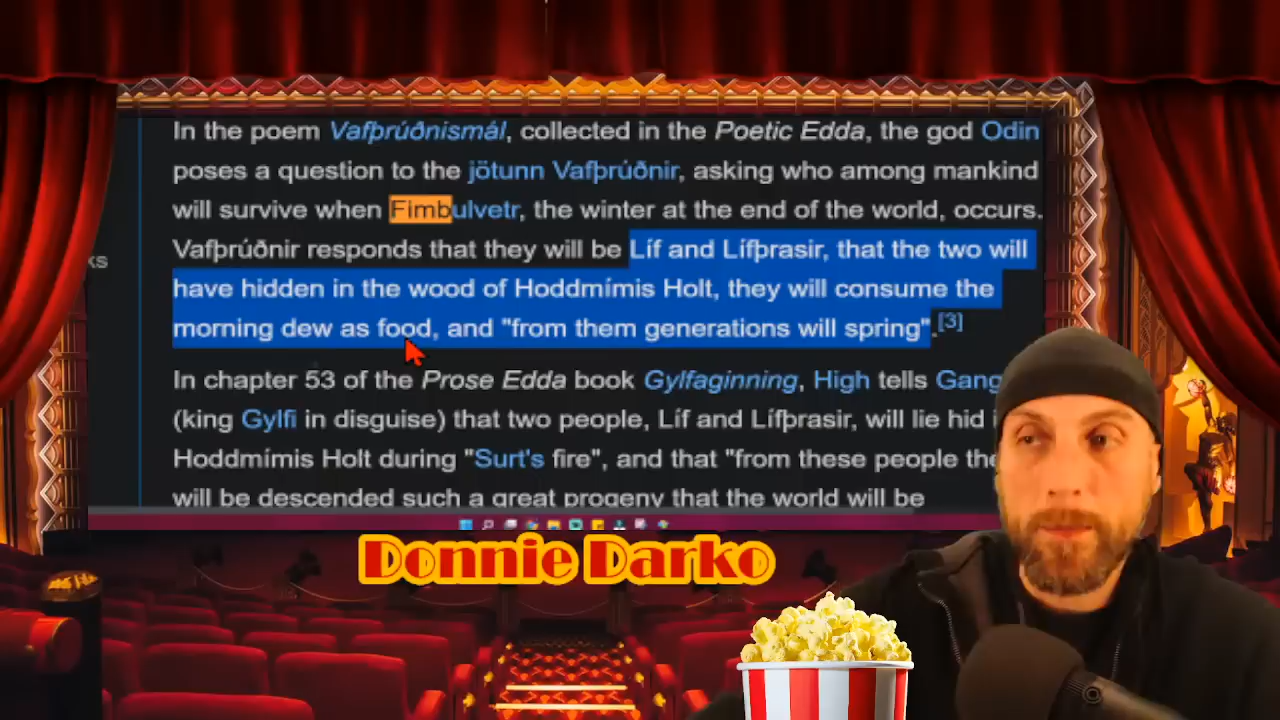 In the poem Vafþrúðnismál, collected in the Poetic Edda, the god Odin
poses a question to the jötunn Vafþrúðnir, asking who among mankind
will survive when Fimbulvetr, the winter at the end of the world, occurs.
Vafþrúðnir responds that they will be Líf and Lífþrasir, that the two will
ks
have hidden in the wood of Hoddmímis Holt, they will consume the
morning dew as food, and "from them generations will spring".[3]
In chapter 53 of the Prose Edda book Gylfaginning, High tells Gang
(king Gylfi in disguise) that two people, Líf and Lífþrasir, will lie hid i
Hoddmímis Holt during "Surt's fire", and that "from these people the
will be descended such a great progeny that the world will be
Donnie Darko